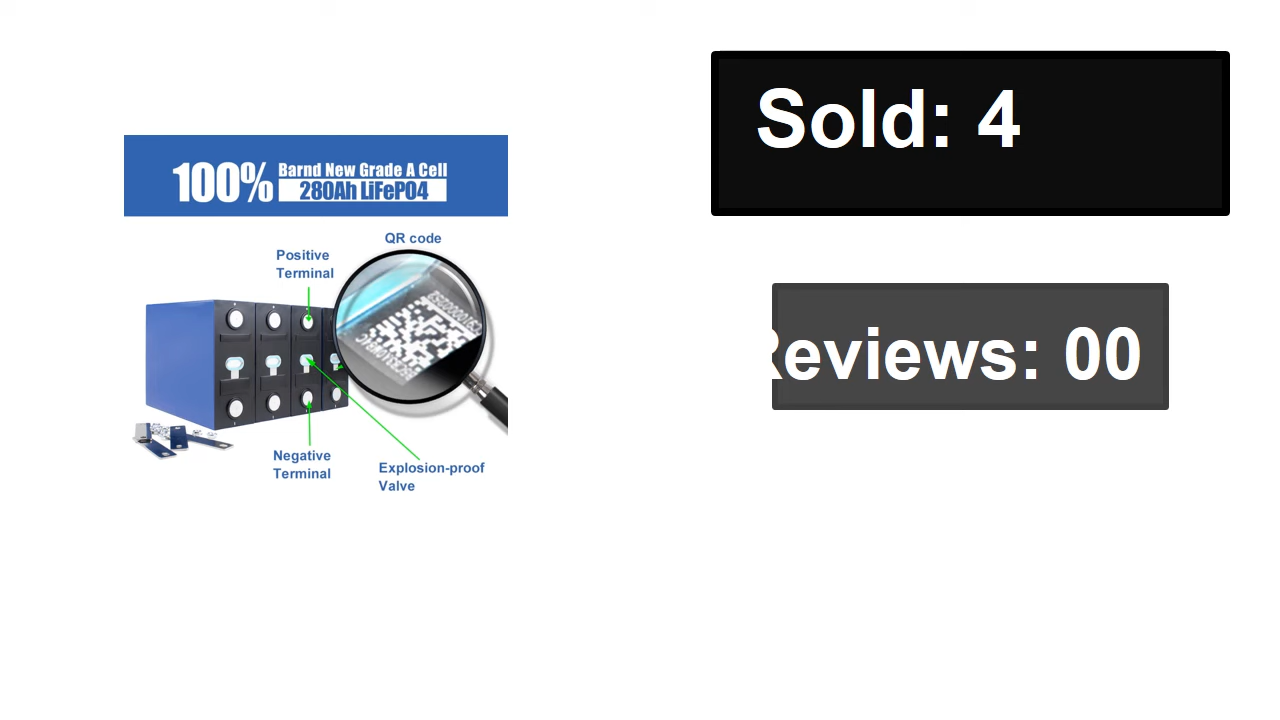 Sold: 4
100% Barnd New Grade A Cell
280Ah LiFePO4
QR code
Positive
Terminal
Reviews: 00
Negative
Terminal
Explosion-proof
Valve